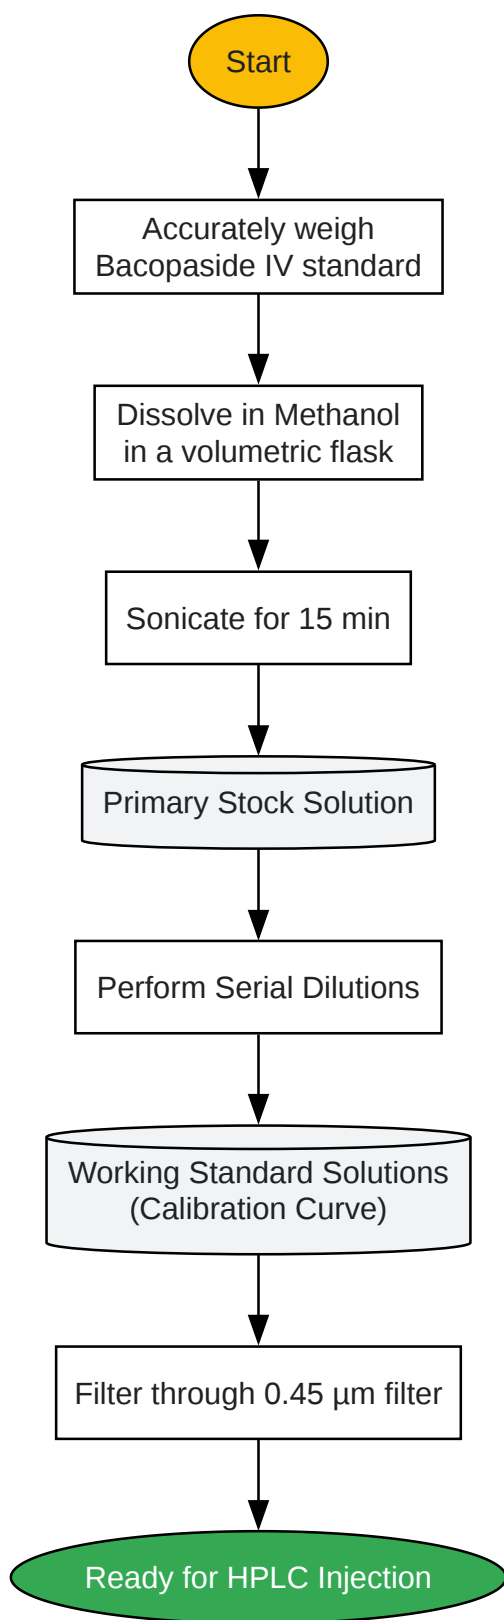 Start
Accurately weigh
Bacopaside IV standard
Dissolve in Methanol
in a volumetric flask
Sonicate for 15 min
Primary Stock Solution
Perform Serial Dilutions
Working Standard Solutions
(Calibration Curve)
Filter through 0.45 µm filter
Ready for HPLC Injection